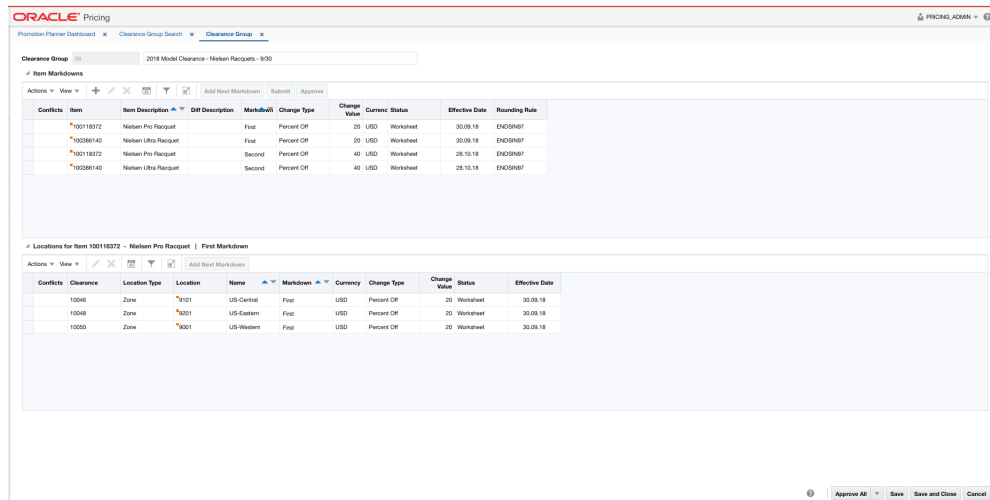 ORACLE Pricing PRICING_ADMIN
Promotion Planner Dashboard Clearance Group Search Clearance Group
Clearance Group 56 2018 Model Clearance - Nielsen Racquets - 9/30
Item Markdowns
Actions View Add Next Markdown Submit Approve
Conflicts Item Item Description Diff Description Markdown Change Type Change Value Currenc Status Effective Date Rounding Rule
100118372 Nielsen Pro Racquet First Percent Off 20 USD Worksheet 30.09.18 ENDSIN97
100386140 Nielsen Ultra Racquet First Percent Off 20 USD Worksheet 30.09.18 ENDSIN97
100118372 Nielsen Pro Racquet Second Percent Off 40 USD Worksheet 28.10.18 ENDSIN97
100386140 Nielsen Ultra Racquet Second Percent Off 40 USD Worksheet 28.10.18 ENDSIN97
Locations for Item 100118372 - Nielsen Pro Racquet | First Markdown
Actions View Add Next Markdown
Conflicts Clearance Location Type Location Name Markdown Currency Change Type Change Value Status Effective Date
10046 Zone 9101 US-Central First USD Percent Off 20 Worksheet 30.09.18
10048 Zone 9201 US-Eastern First USD Percent Off 20 Worksheet 30.09.18
10050 Zone 9001 US-Western First USD Percent Off 20 Worksheet 30.09.18
Approve All Save Save and Close Cancel